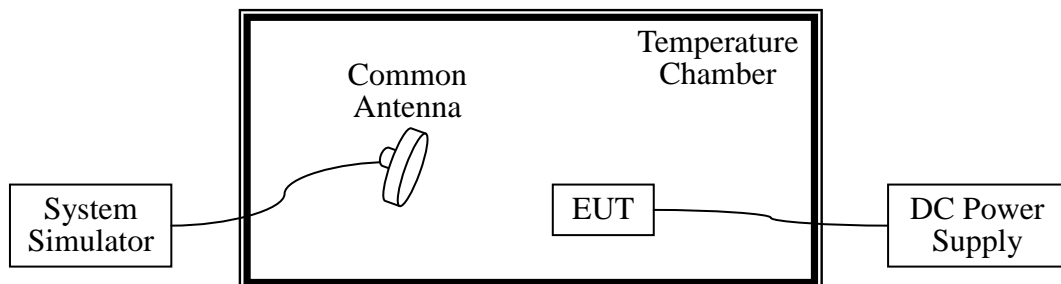 Temperature
Chamber
Common
Antenna
System
Simulator
EUT
DC Power
Supply